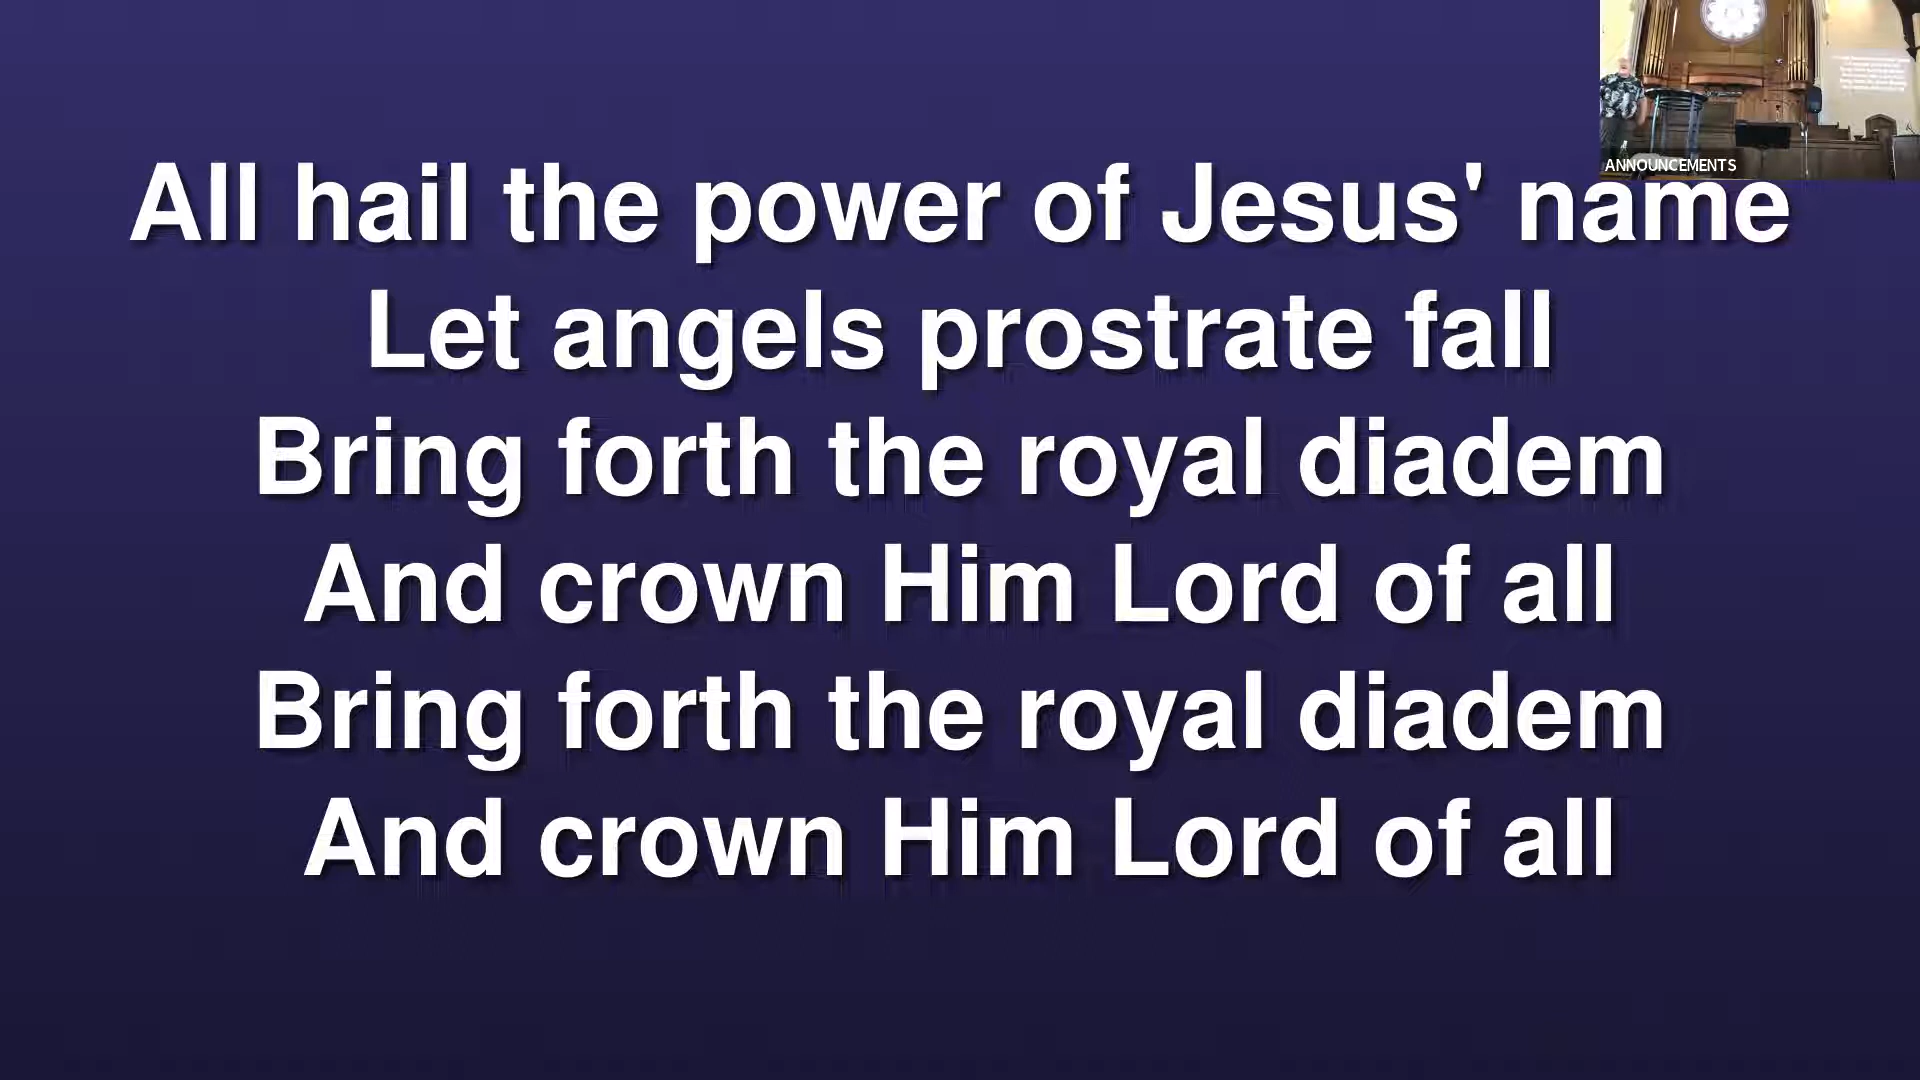 ANNOUNCEMENTS
All hail the power of Jesus' name
Let angels prostrate fall
Bring forth the royal diadem
And crown Him Lord of all
Bring forth the royal diadem
And crown Him Lord of all